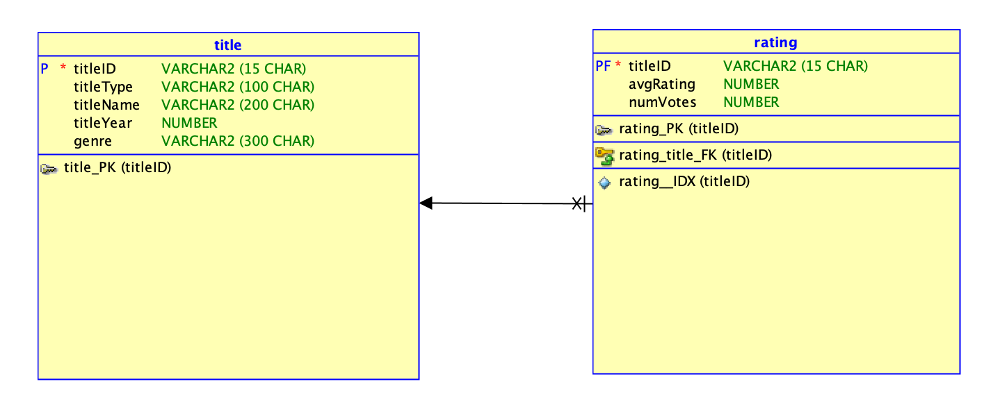 title
P * titleID VARCHAR2 (15 CHAR)
titleType VARCHAR2 (100 CHAR)
titleName VARCHAR2 (200 CHAR)
titleYear NUMBER
genre VARCHAR2 (300 CHAR)
title_PK (titleID)
rating
PF * titleID VARCHAR2 (15 CHAR)
avgRating NUMBER
numVotes NUMBER
rating_PK (titleID)
rating_title_FK (titleID)
rating__IDX (titleID)